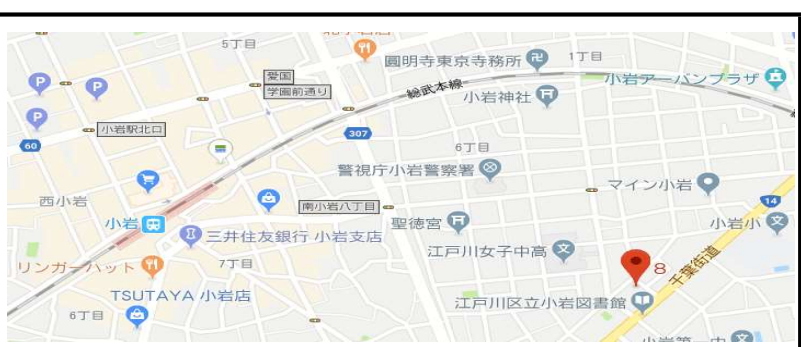 5丁目
圓明寺東京寺務所
卍
1丁目
愛国
学園前通り
総武本線
小岩アーバンプラザ
P
P
P
小岩神社
小岩駅北口
307
60
6丁目
警視庁小岩警察署
マイン小岩
西小岩
南小岩八丁目
14
小岩
聖徳宮
小岩小
文
三井住友銀行 小岩支店
江戸川女子中高
文
リンガーハット
7丁目
8
千葉街道
TSUTAYA 小岩店
江戸川区立小岩図書館
6丁目
文